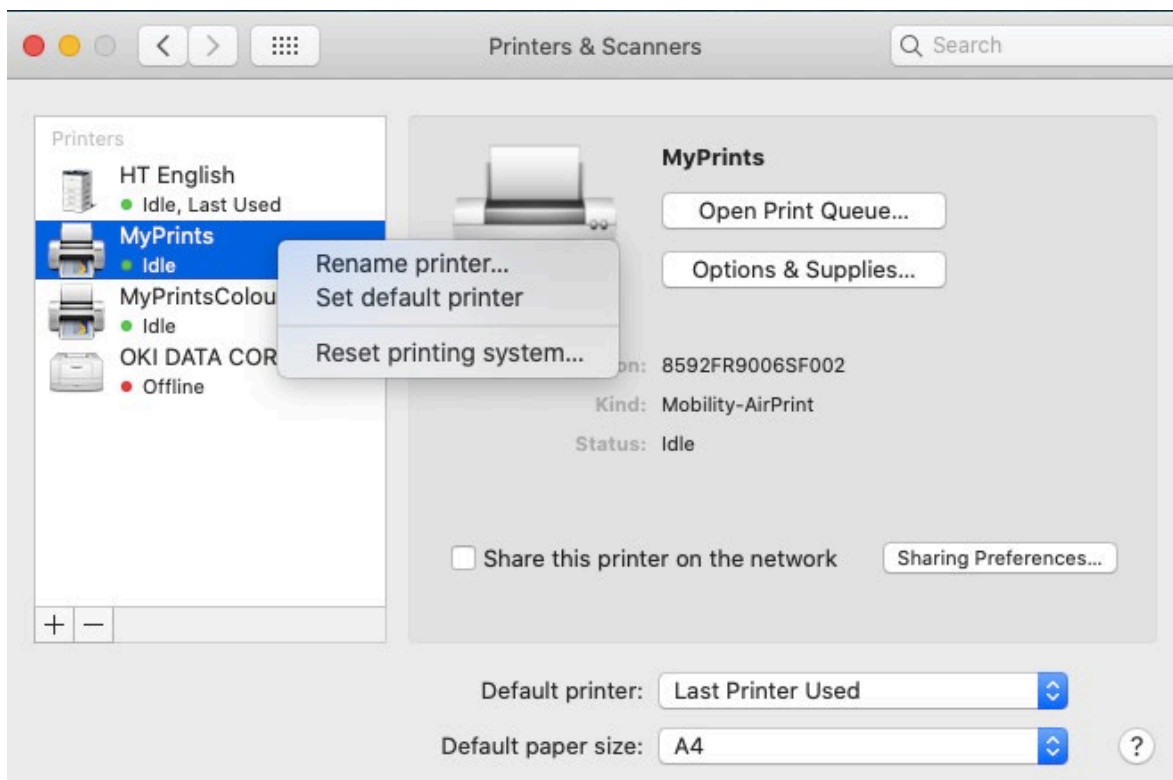 Printers & Scanners
Search
Printers
HT English
Idle, Last Used
MyPrints
Idle
MyPrintsColou
Idle
OKI DATA COR
Offline
Rename printer...
Set default printer
Reset printing system...
MyPrints
Open Print Queue...
Options & Supplies...
on: 8592FR9006SF002
Kind: Mobility-AirPrint
Status: Idle
Share this printer on the network
Sharing Preferences...
+ −
Default printer: Last Printer Used
Default paper size: A4
?